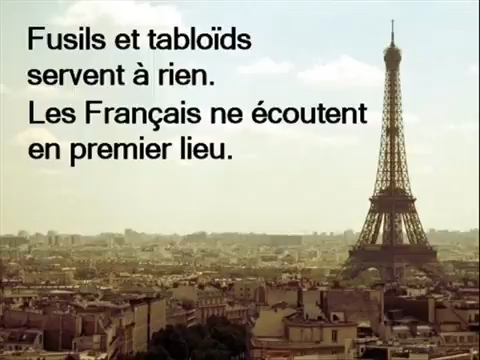 Fusils et tabloïds
servent à rien.
Les Français ne écoutent
en premier lieu.